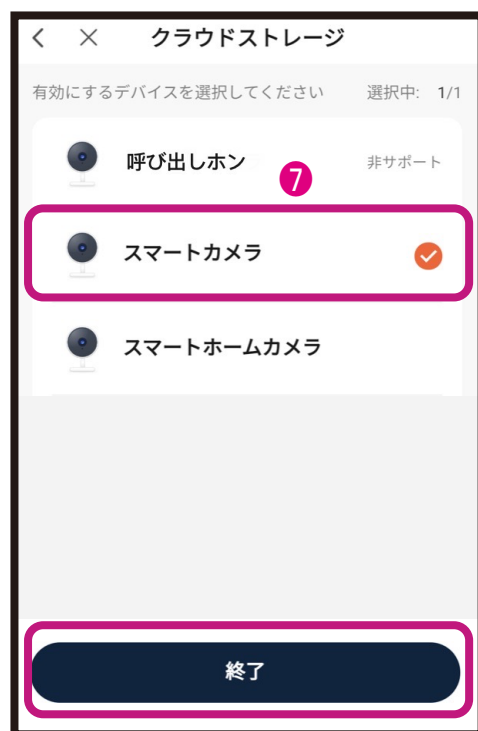 クラウドストレージ
有効にするデバイスを選択してください 選択中: 1/1
呼び出しホン 非サポート
7
スマートカメラ
スマートホームカメラ
終了